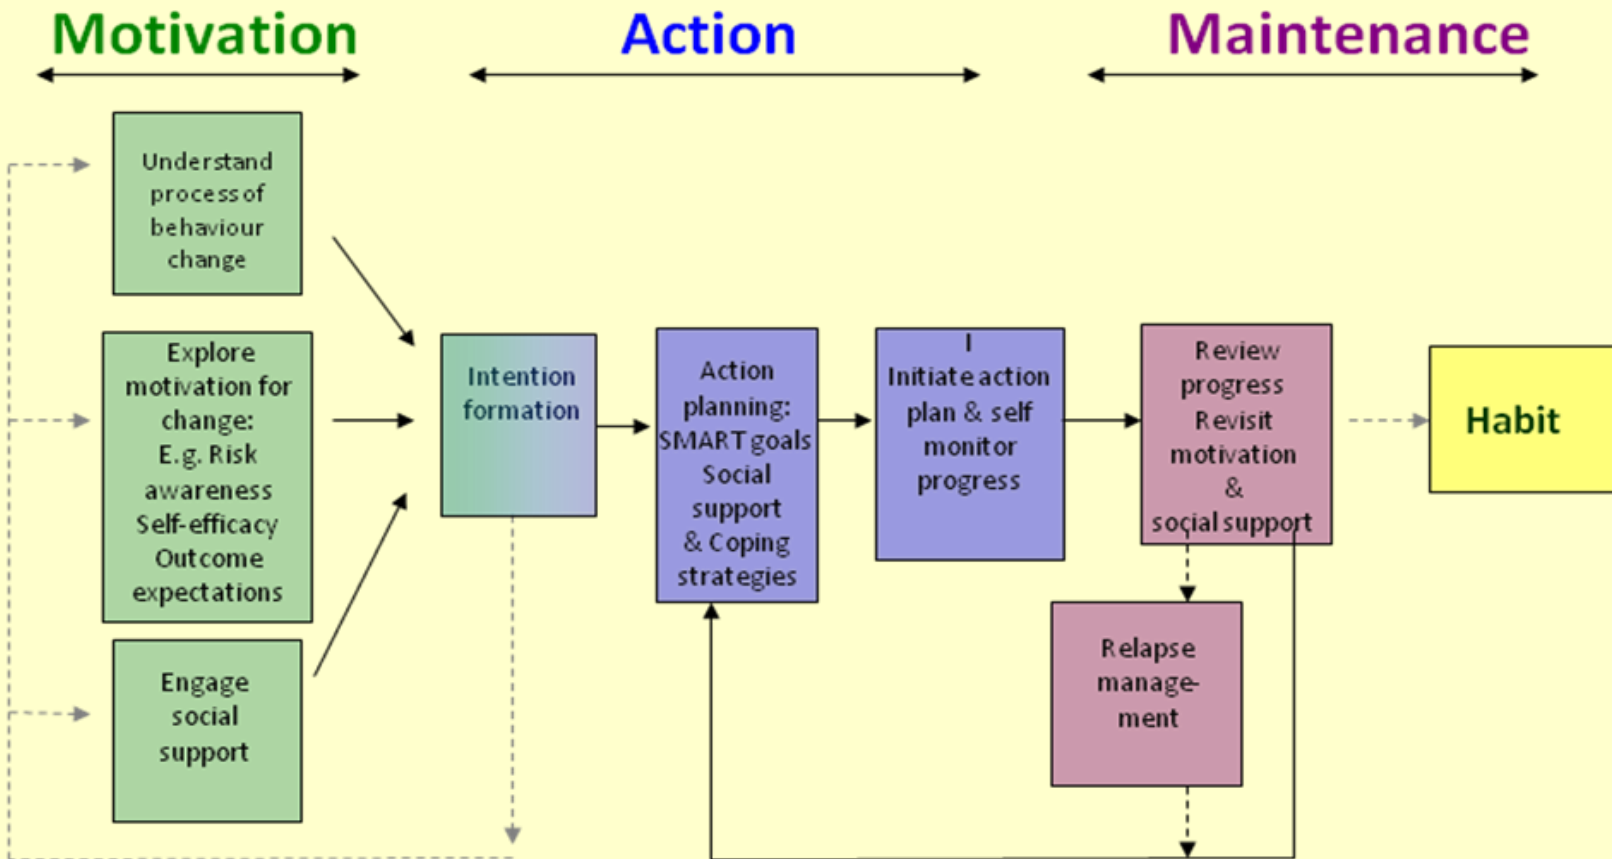 Motivation
Action
Maintenance
Understand
process of
behaviour
change
Explore
motivation for
change:
E.g. Risk
awareness
Self-efficacy
Outcome
expectations
Engage
social
support
Intention
formation
Action
planning:
SMART goals
Social
support
& Coping
strategies
I
Initiate action
plan & self
monitor
progress
Review
progress
Revisit
motivation
&
social support
Relapse
manage-
ment
Habit